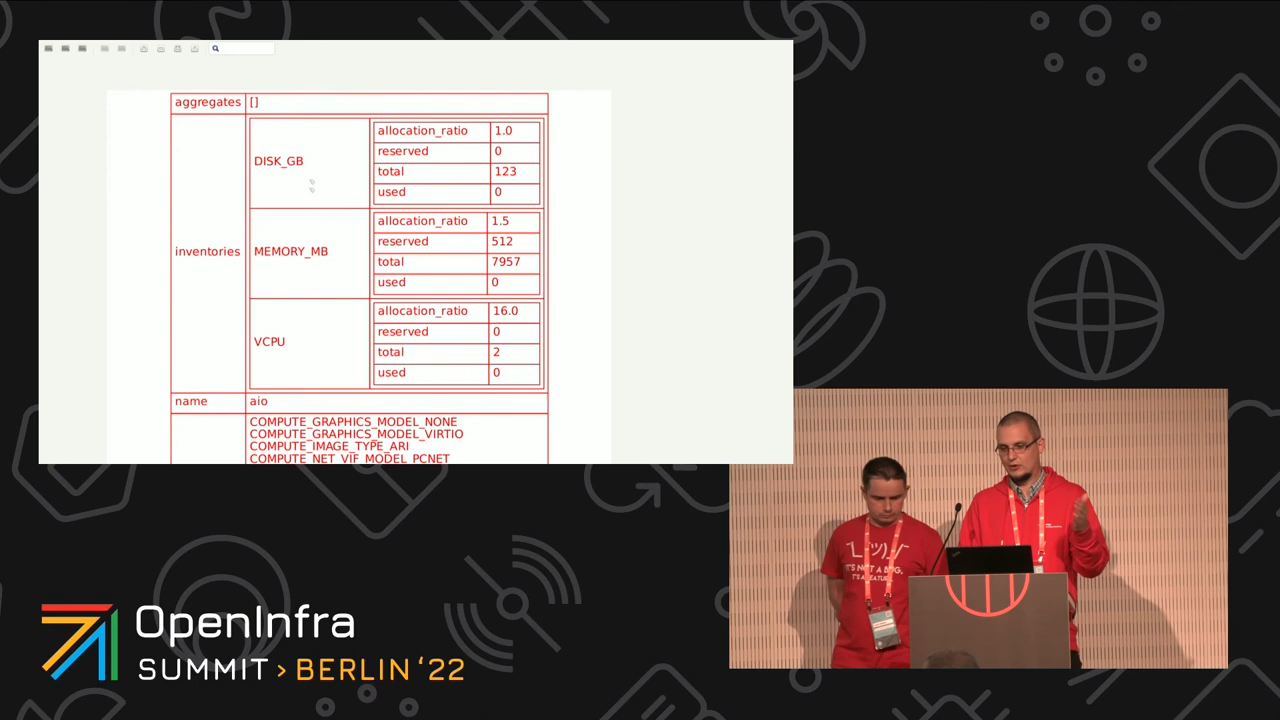 aggregates []
inventories
DISK_GB
allocation_ratio 1.0
reserved 0
total 123
used 0
MEMORY_MB
allocation_ratio 1.5
reserved 512
total 7957
used 0
VCPU
allocation_ratio 16.0
reserved 0
total 2
used 0
name aio
COMPUTE_GRAPHICS_MODEL_NONE
COMPUTE_GRAPHICS_MODEL_VIRTIO
COMPUTE_IMAGE_TYPE_ARI
COMPUTE_NET_VIF_MODEL_PCNET
¯\_(ツ)_/¯
IT'S NOT A BUG,
IT'S A FEATURE
OpenInfra
SUMMIT > BERLIN ‘22